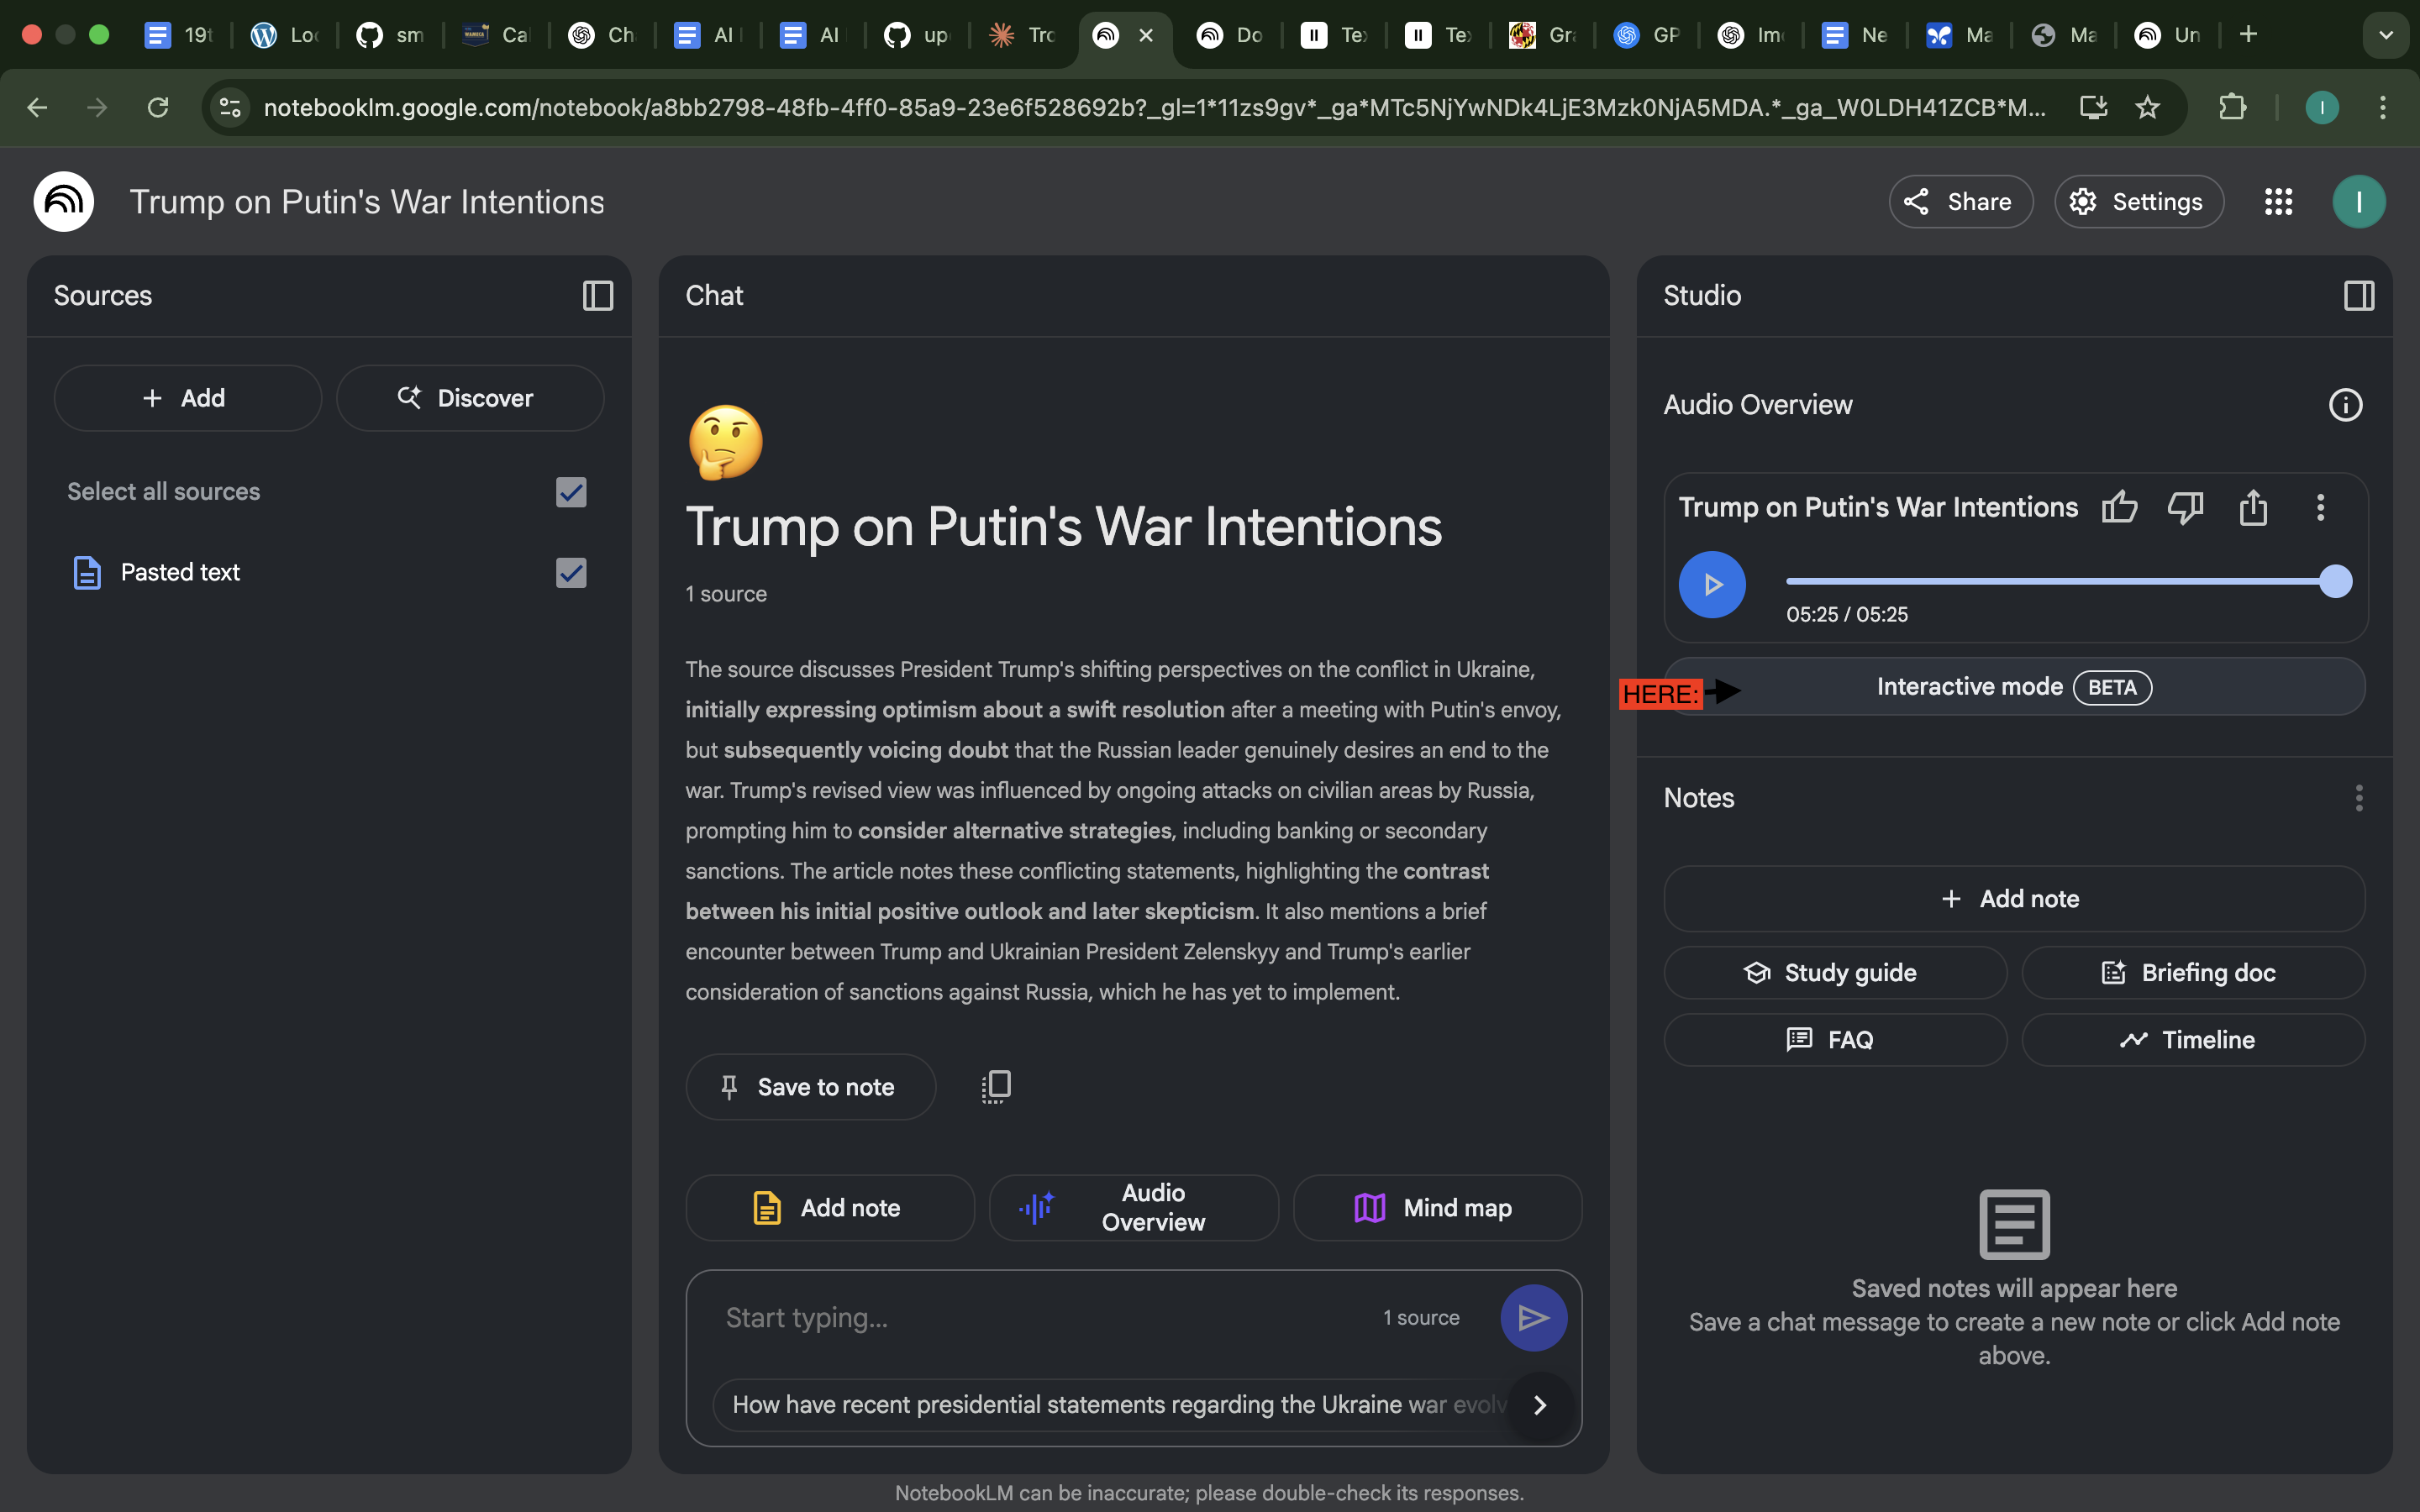 19t
Loc
sm
Cal
Ch
AI I
AI
up
Tro
Do
Tex
Tex
Gra
GP
Ime
Ne
Ma
Ma
Un
notebooklm.google.com/notebook/a8bb2798-48fb-4ff0-85a9-23e6f528692b?_gl=1*11zs9gv*_ga*MTc5NjYwNDk4LjE3Mzk0NjA5MDA.*_ga_W0LDH41ZCB*M...
I
Trump on Putin's War Intentions
Share
Settings
I
Sources
+ Add
Discover
Select all sources
Pasted text
Chat
Trump on Putin's War Intentions
1 source
The source discusses President Trump's shifting perspectives on the conflict in Ukraine,
initially expressing optimism about a swift resolution after a meeting with Putin's envoy,
but subsequently voicing doubt that the Russian leader genuinely desires an end to the
war. Trump's revised view was influenced by ongoing attacks on civilian areas by Russia,
prompting him to consider alternative strategies, including banking or secondary
sanctions. The article notes these conflicting statements, highlighting the contrast
between his initial positive outlook and later skepticism. It also mentions a brief
encounter between Trump and Ukrainian President Zelenskyy and Trump's earlier
consideration of sanctions against Russia, which he has yet to implement.
Save to note
Add note
Audio
Overview
Mind map
Start typing...
1 source
How have recent presidential statements regarding the Ukraine war evolv
Studio
Audio Overview
Trump on Putin's War Intentions
05:25 / 05:25
HERE:
Interactive mode BETA
Notes
+ Add note
Study guide
Briefing doc
FAQ
Timeline
Saved notes will appear here
Save a chat message to create a new note or click Add note
above.
NotebookLM can be inaccurate; please double-check its responses.